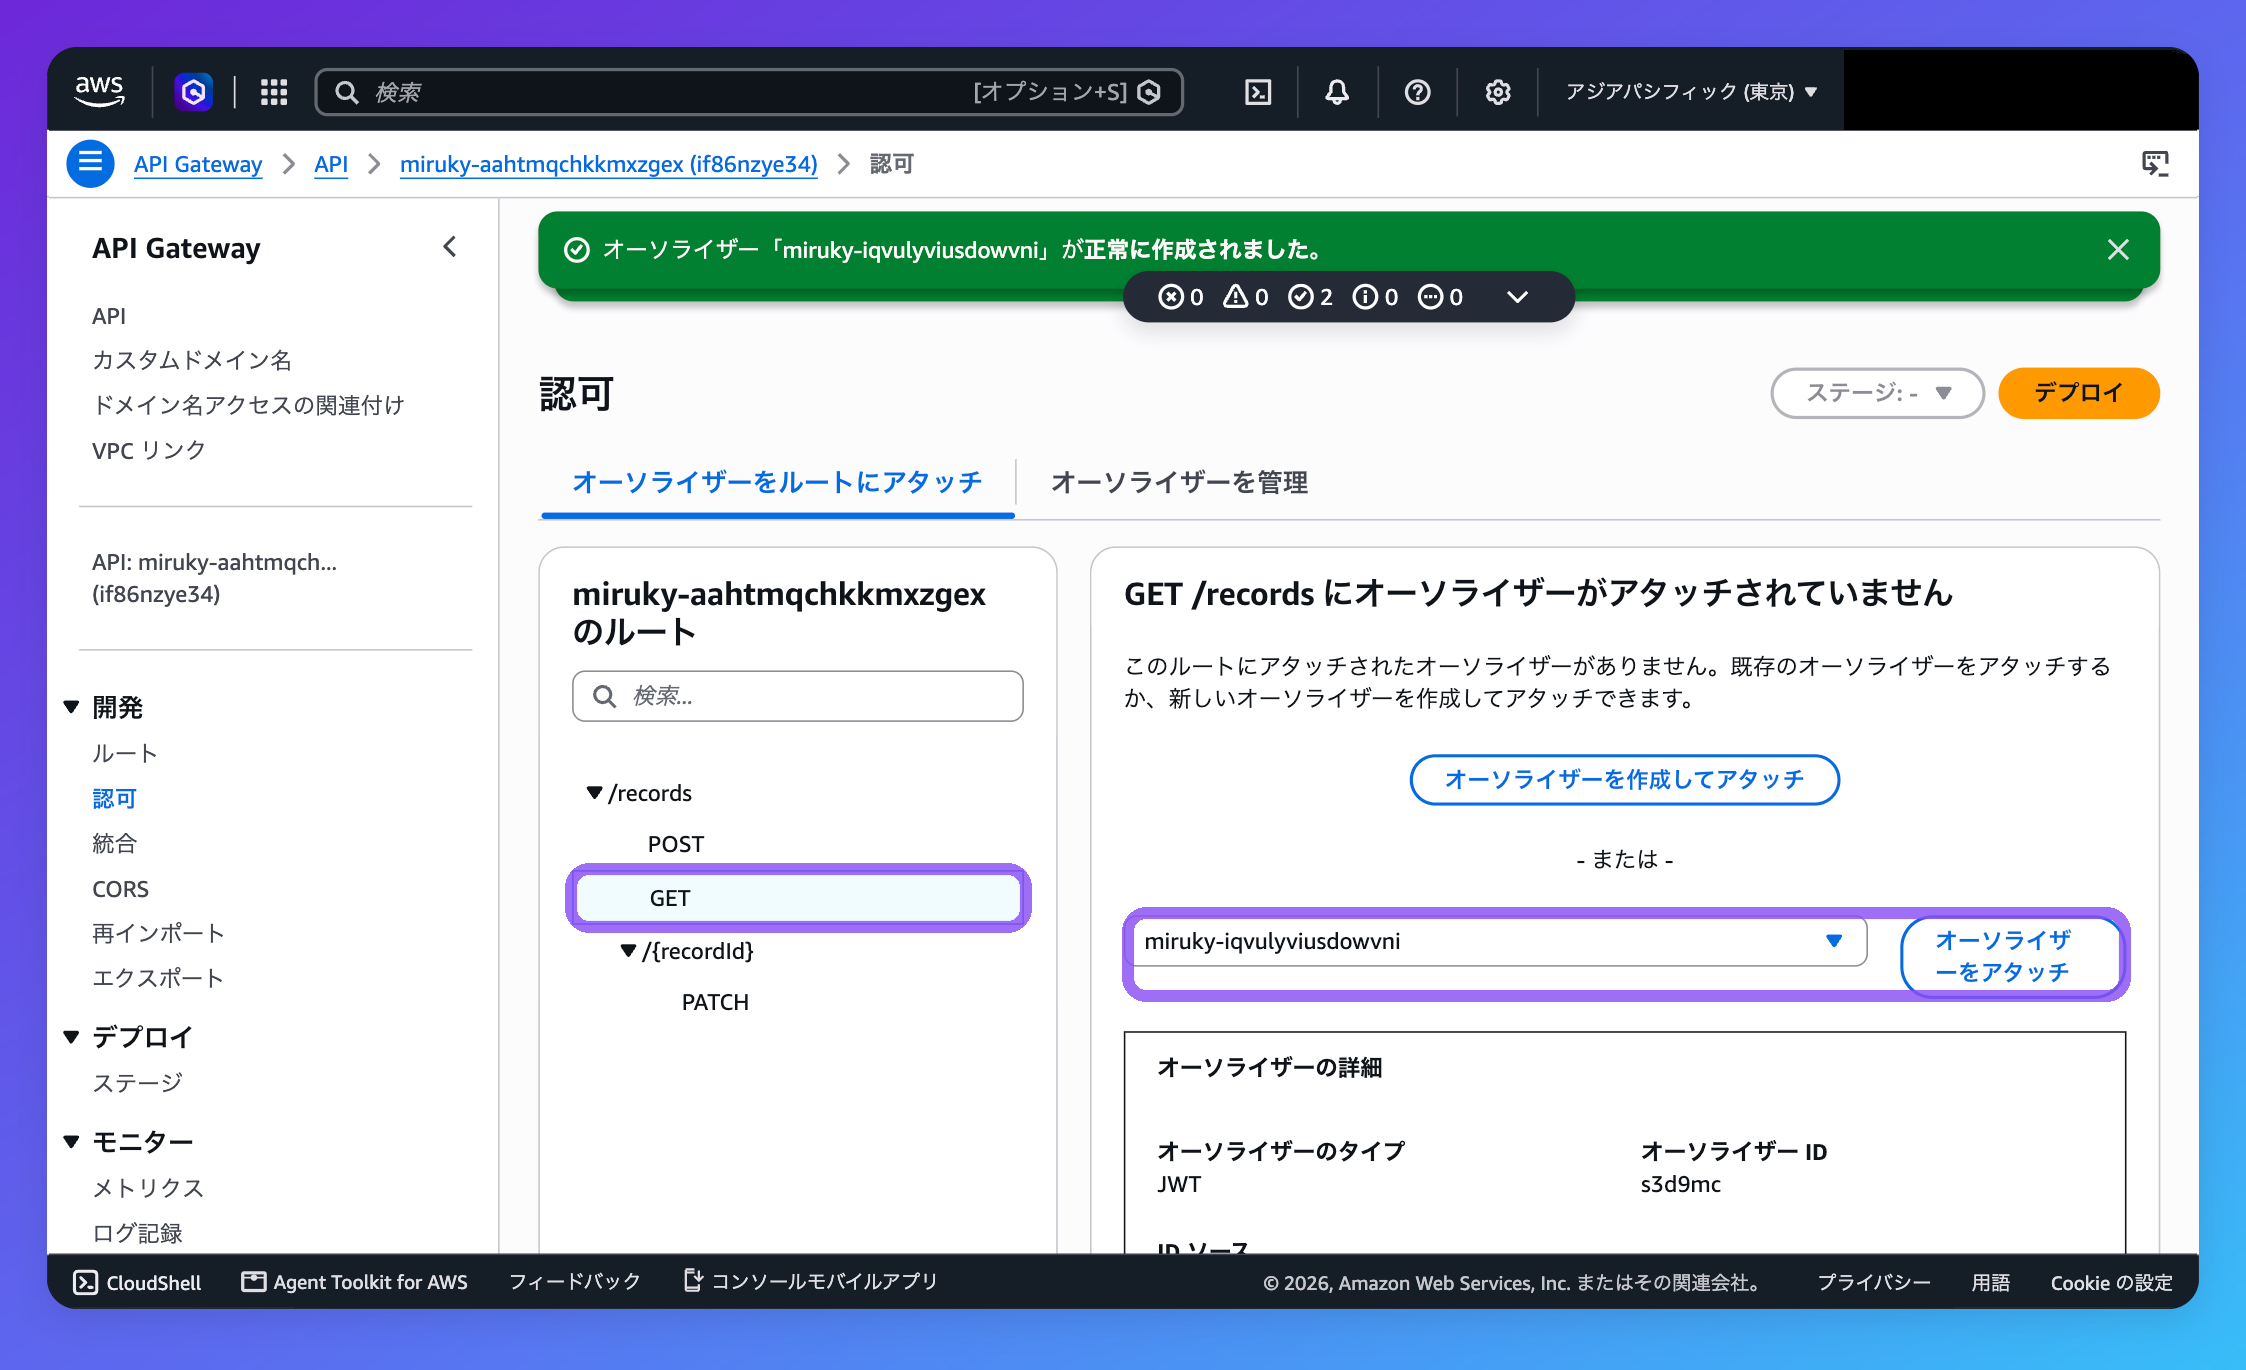 aws
検索
[オプション+S]
アジアパシフィック (東京)
API Gateway
API
miruky-aahtmqchkkmxzgex (if86nzye34)
認可
API Gateway
API
カスタムドメイン名
ドメイン名アクセスの関連付け
VPC リンク
API: miruky-aahtmqch...
(if86nzye34)
開発
ルート
認可
統合
CORS
再インポート
エクスポート
デプロイ
ステージ
モニター
メトリクス
ログ記録
オーソライザー「miruky-iqvulyviusdowvni」が正常に作成されました。
0
0
2
0
0
認可
ステージ: -
デプロイ
オーソライザーをルートにアタッチ
オーソライザーを管理
miruky-aahtmqchkkmxzgex
のルート
検索...
/records
POST
GET
/{recordId}
PATCH
GET /records にオーソライザーがアタッチされていません
このルートにアタッチされたオーソライザーがありません。既存のオーソライザーをアタッチする
か、新しいオーソライザーを作成してアタッチできます。
オーソライザーを作成してアタッチ
- または -
miruky-iqvulyviusdowvni
オーソライザ
ーをアタッチ
オーソライザーの詳細
オーソライザーのタイプ
JWT
オーソライザー ID
s3d9mc
ID ソース
CloudShell
Agent Toolkit for AWS
フィードバック
コンソールモバイルアプリ
© 2026, Amazon Web Services, Inc. またはその関連会社。
プライバシー
用語
Cookie の設定